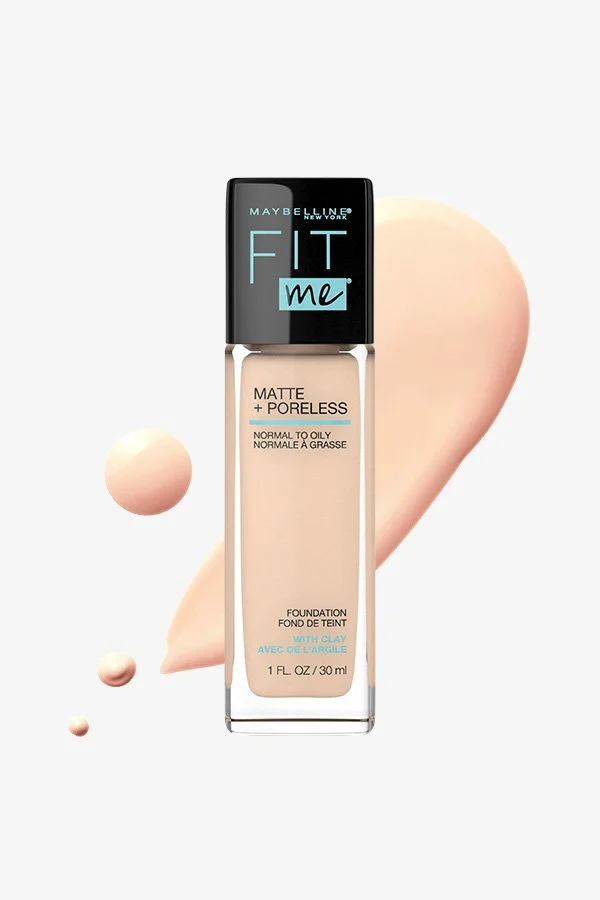 MAYBELLINE®
NEW YORK
FIT
me®
MATTE
+ PORELESS
NORMAL TO OILY
NORMALE À GRASSE
FOUNDATION
FOND DE TEINT
WITH CLAY
AVEC DE L'ARGILE
1 FL. OZ / 30 ml